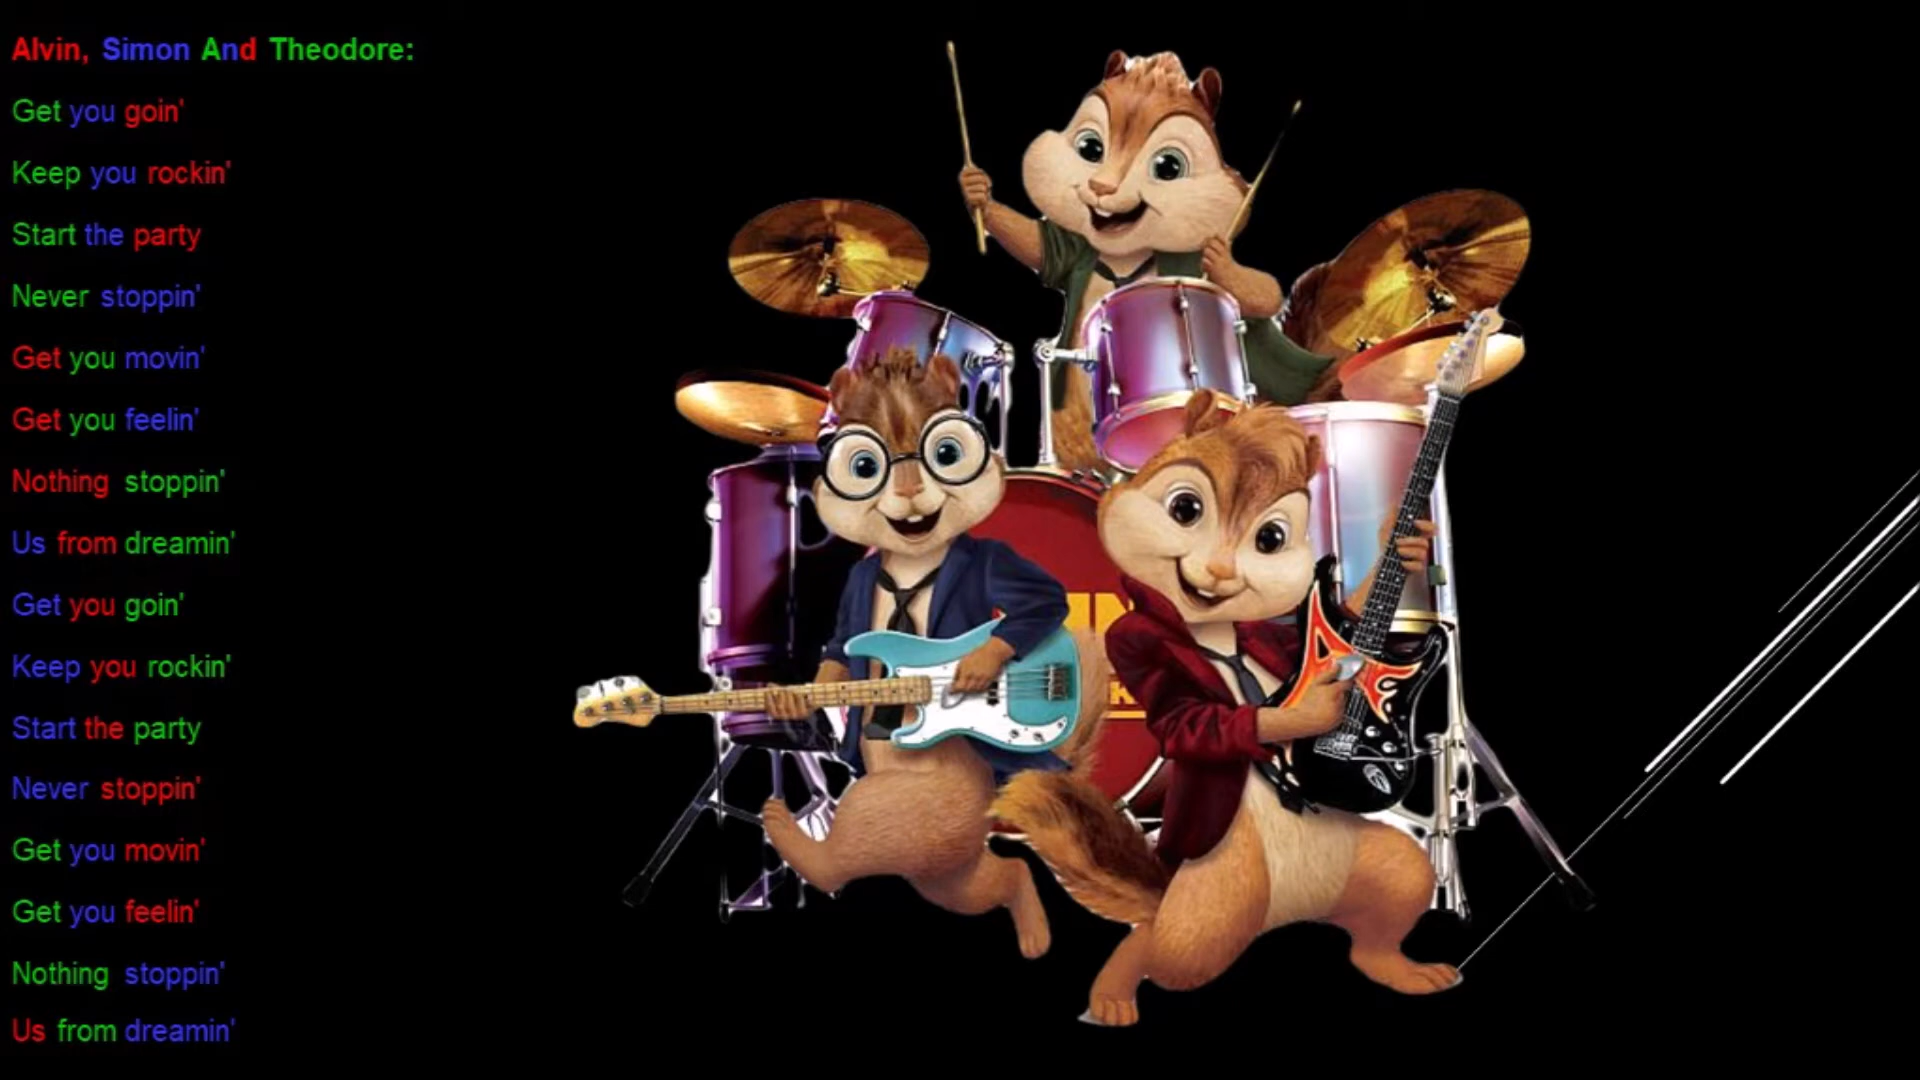 Alvin, Simon And Theodore:
Get you goin'
Keep you rockin'
Start the party
Never stoppin'
Get you movin'
Get you feelin'
Nothing stoppin'
Us from dreamin'
Get you goin'
Keep you rockin'
Start the party
Never stoppin'
Get you movin'
Get you feelin'
Nothing stoppin'
Us from dreamin'